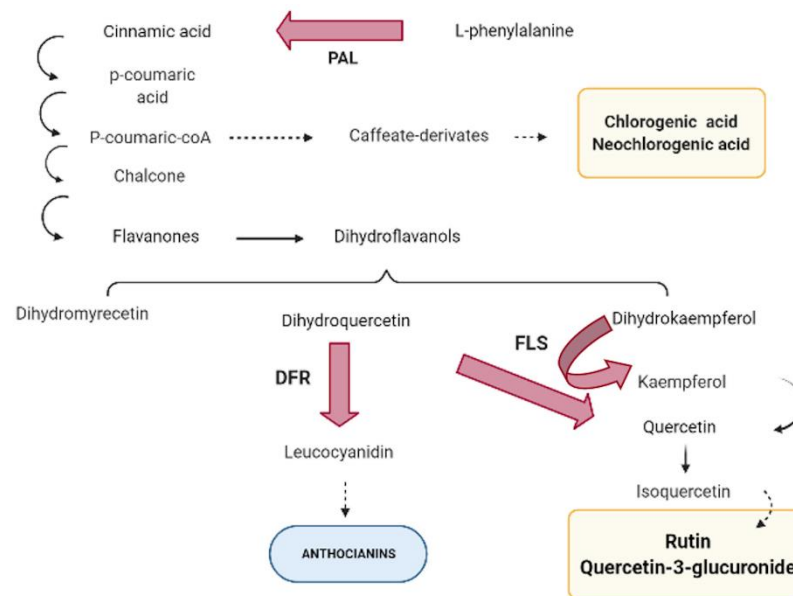 Cinnamic acid
L-phenylalanine
PAL
p-coumaric
acid
P-coumaric-coA
Caffeate-derivates
Chlorogenic acid
Neochlorogenic acid
Chalcone
Flavanones
Dihydroflavanols
Dihydromyrecetin
Dihydroquercetin
Dihydrokaempferol
FLS
DFR
Kaempferol
Quercetin
Leucocyanidin
Isoquercetin
ANTHOCIANINS
Rutin
Quercetin-3-glucuronide